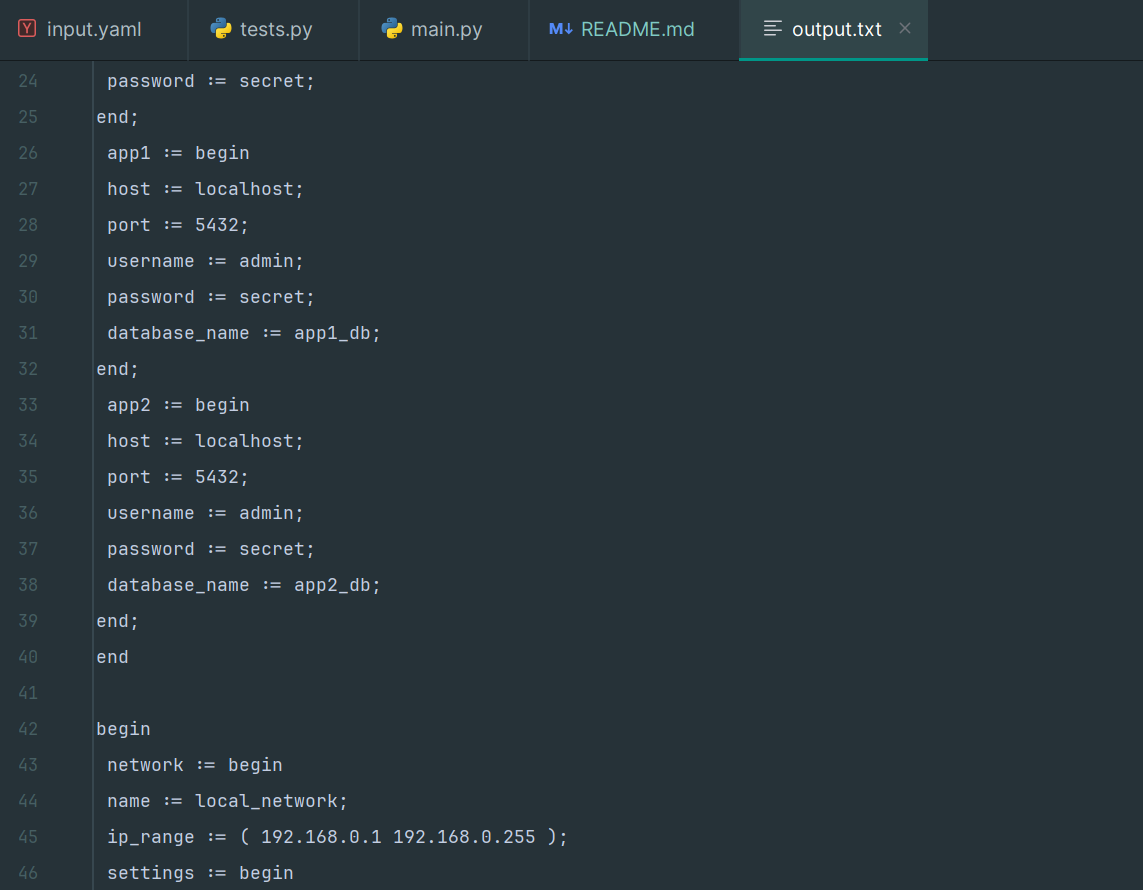 Y input.yaml tests.py main.py M↓ README.md output.txt ×
24 password := secret;
25 end;
26 app1 := begin
27 host := localhost;
28 port := 5432;
29 username := admin;
30 password := secret;
31 database_name := app1_db;
32 end;
33 app2 := begin
34 host := localhost;
35 port := 5432;
36 username := admin;
37 password := secret;
38 database_name := app2_db;
39 end;
40 end
41
42 begin
43 network := begin
44 name := local_network;
45 ip_range := ( 192.168.0.1 192.168.0.255 );
46 settings := begin